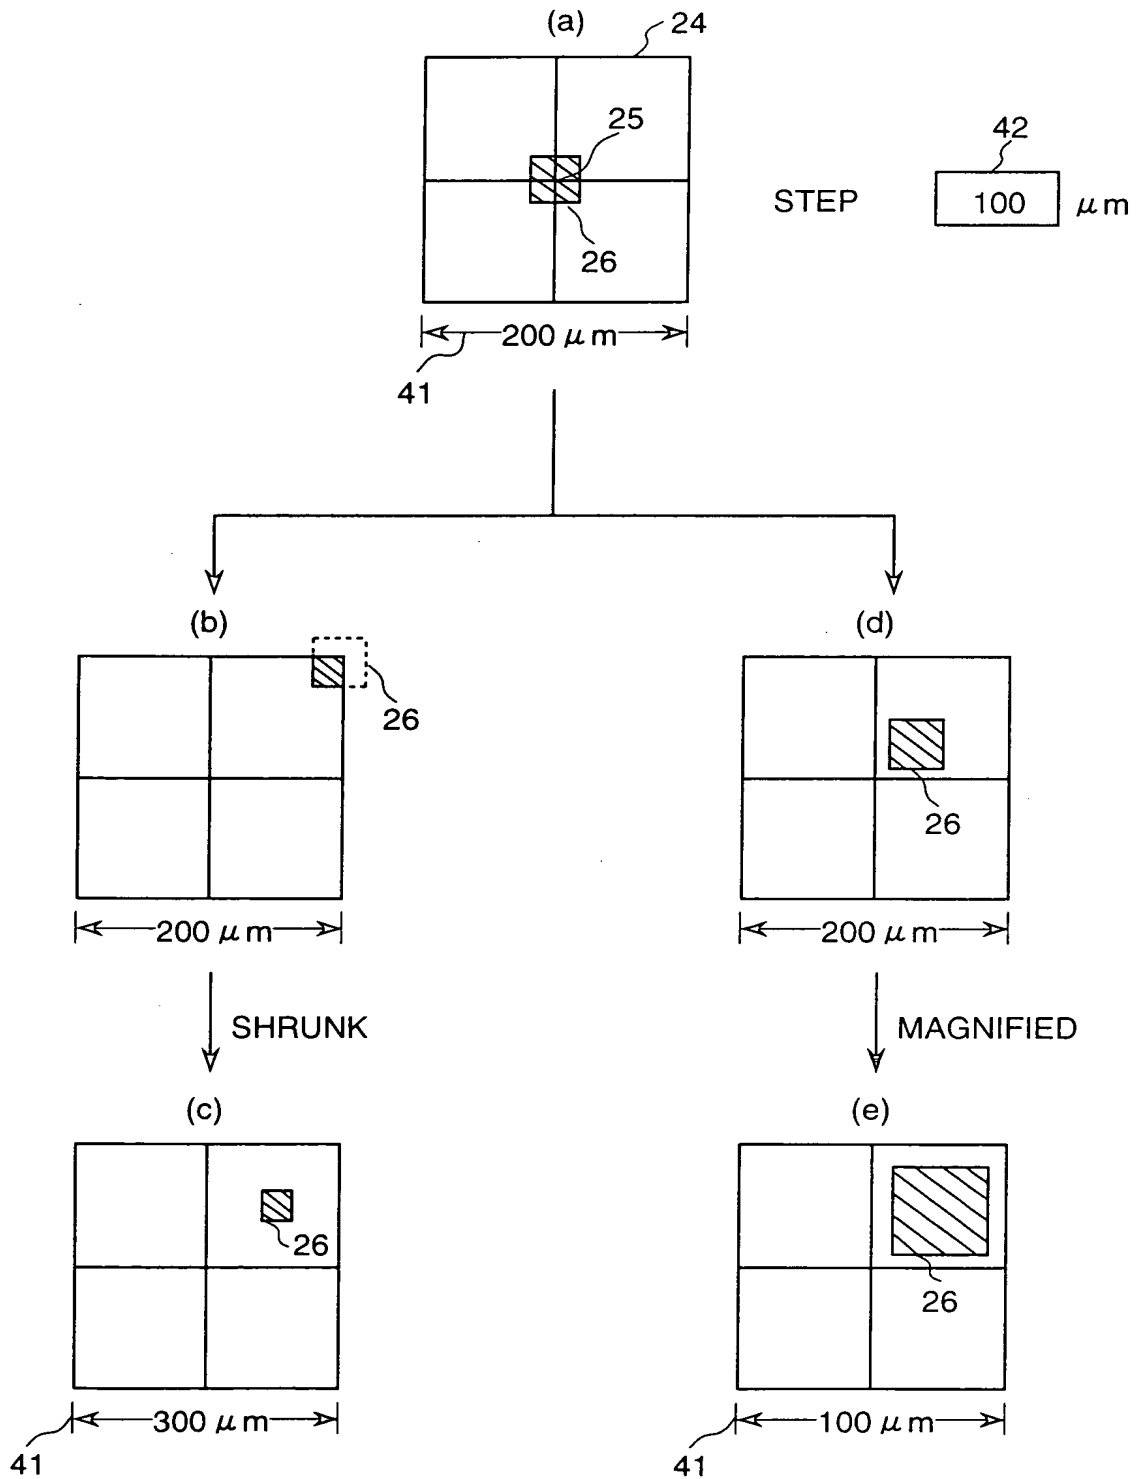 (a)
24
25
42
STEP
100
μm
26
200 μm
41
(b)
(d)
26
26
200 μm
200 μm
SHRUNK
MAGNIFIED
(c)
(e)
26
26
300 μm
100 μm
41
41